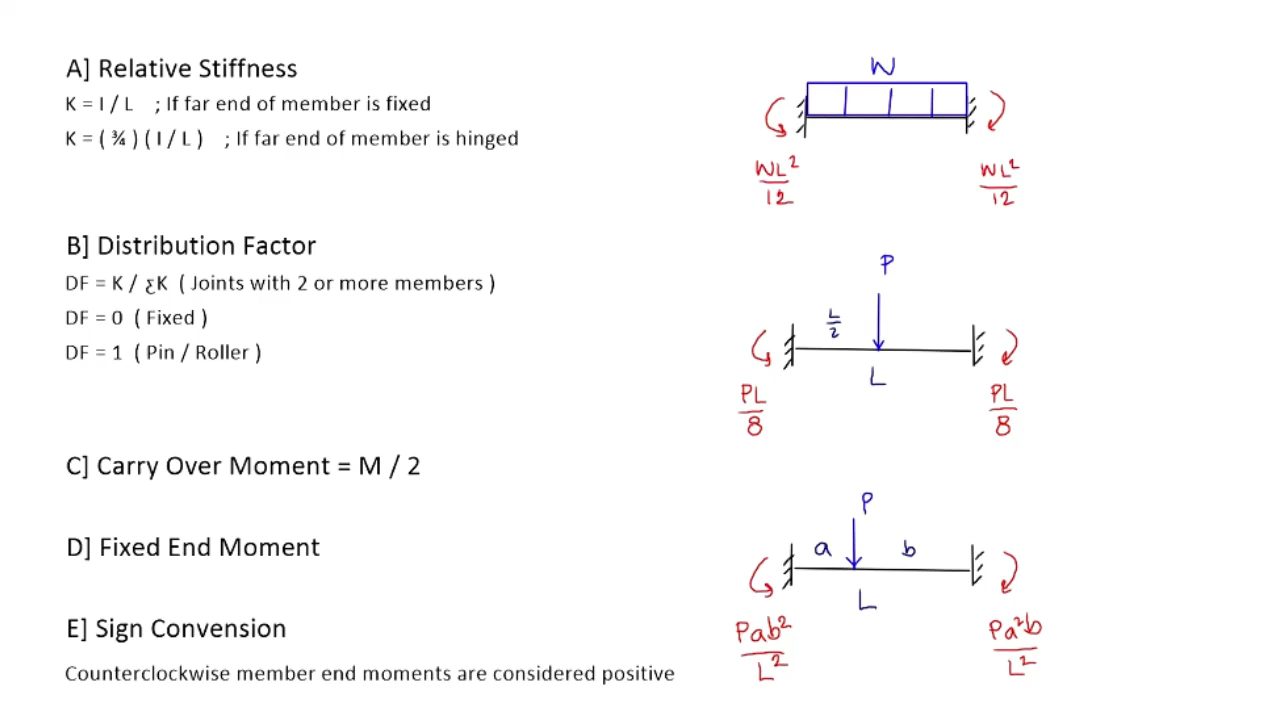 A] Relative Stiffness
K = I / L ; If far end of member is fixed
K = ( ¾ ) ( I / L ) ; If far end of member is hinged
B] Distribution Factor
DF = K / ƹK ( Joints with 2 or more members )
DF = 0 ( Fixed )
DF = 1 ( Pin / Roller )
C] Carry Over Moment = M / 2
D] Fixed End Moment
E] Sign Convension
Counterclockwise member end moments are considered positive
W
WL²/12 WL²/12
P
L/2
L
PL/8 PL/8
P
a b
L
Pab²/L² Pa²b/L²